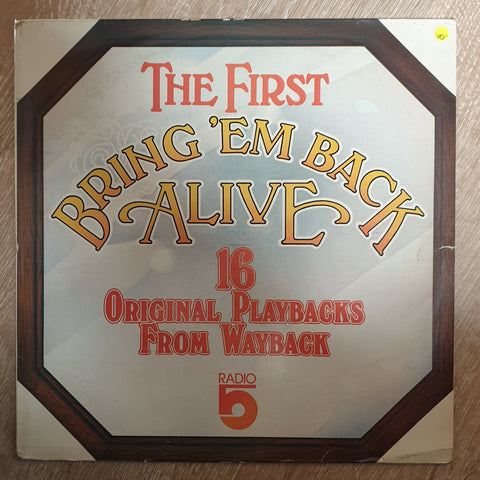 THE FIRST
BRING 'EM BACK
ALIVE
16
ORIGINAL PLAYBACKS
FROM WAYBACK
RADIO
5